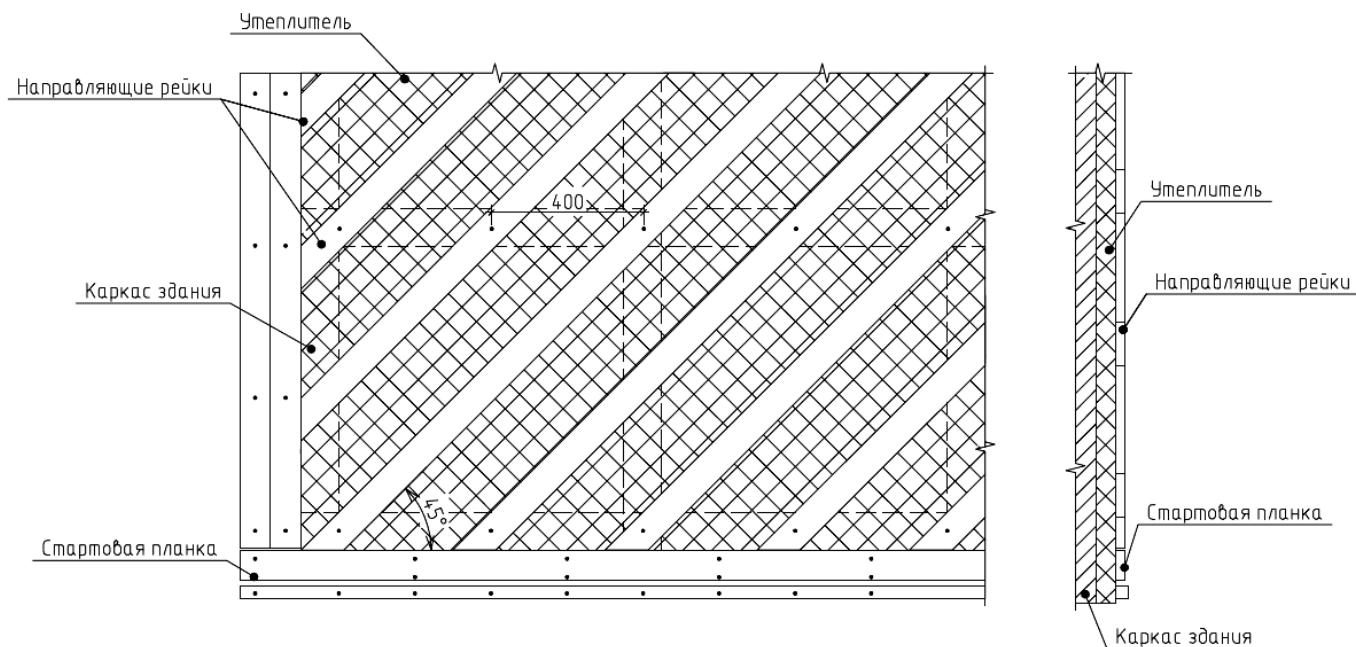 Утеплитель
Направляющие рейки
400
Каркас здания
45°
Стартовая планка
Утеплитель
Направляющие рейки
Стартовая планка
Каркас здания